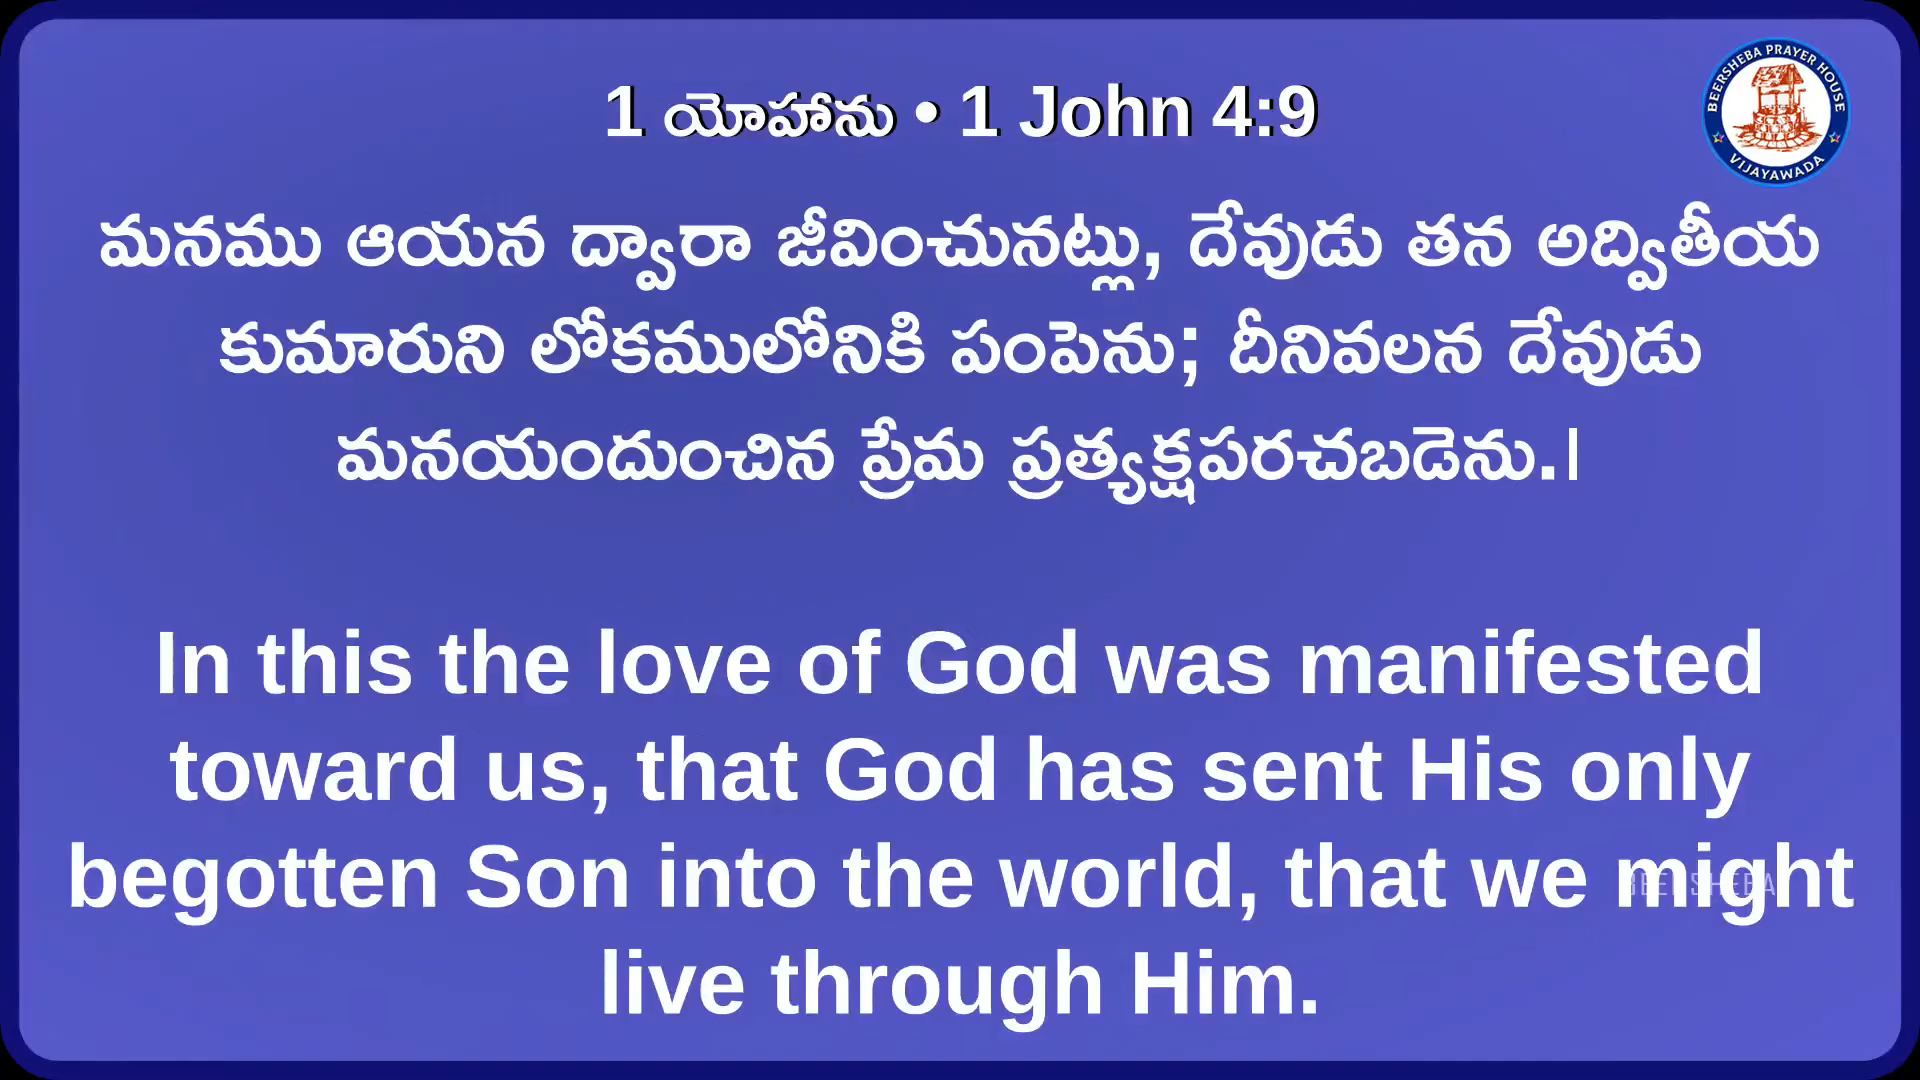 1 యోహాను • 1 John 4:9
BEERSHEBA PRAYER HOUSE
VIJAYAWADA
మనము ఆయన ద్వారా జీవించునట్లు, దేవుడు తన అద్వితీయ
కుమారుని లోకములోనికి పంపెను; దీనివలన దేవుడు
మనయందుంచిన ప్రేమ ప్రత్యక్షపరచబడెను.।
In this the love of God was manifested
toward us, that God has sent His only
begotten Son into the world, that we might
BEERSHEBA
live through Him.